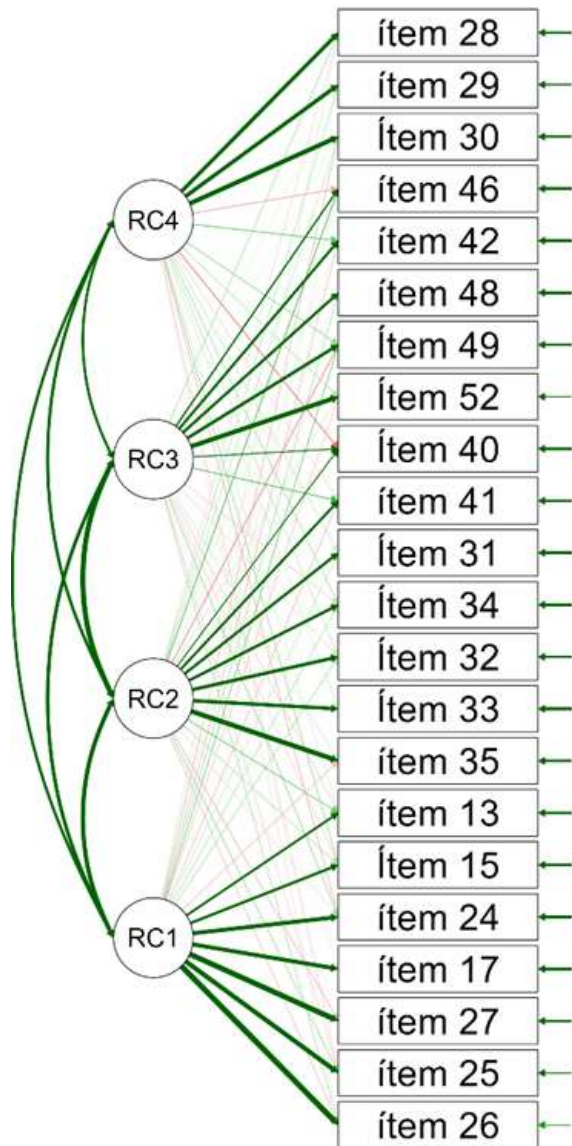 ítem 28
ítem 29
Ítem 30
ítem 46
ítem 42
ítem 48
Ítem 49
ítem 52
Ítem 40
ítem 41
Ítem 31
Ítem 34
Ítem 32
Ítem 33
ítem 35
ítem 13
Ítem 15
ítem 24
ítem 17
ítem 27
ítem 25
ítem 26
RC4
RC3
RC2
RC1